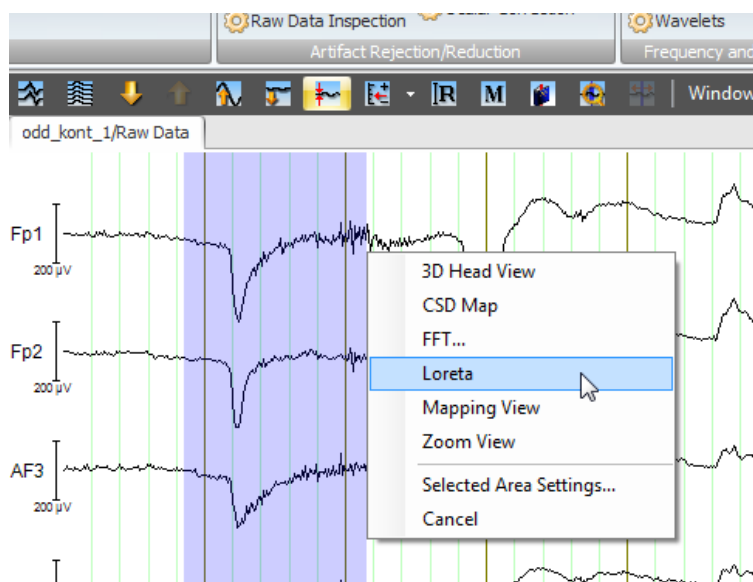 Raw Data Inspection
Wavelets
Artifact Rejection/Reduction
Frequency and
IR M Window
odd_kont_1/Raw Data
Fp1
200 µV
3D Head View
CSD Map
FFT...
Fp2
Loreta
200 µV
Mapping View
Zoom View
AF3
Selected Area Settings...
200 µV
Cancel